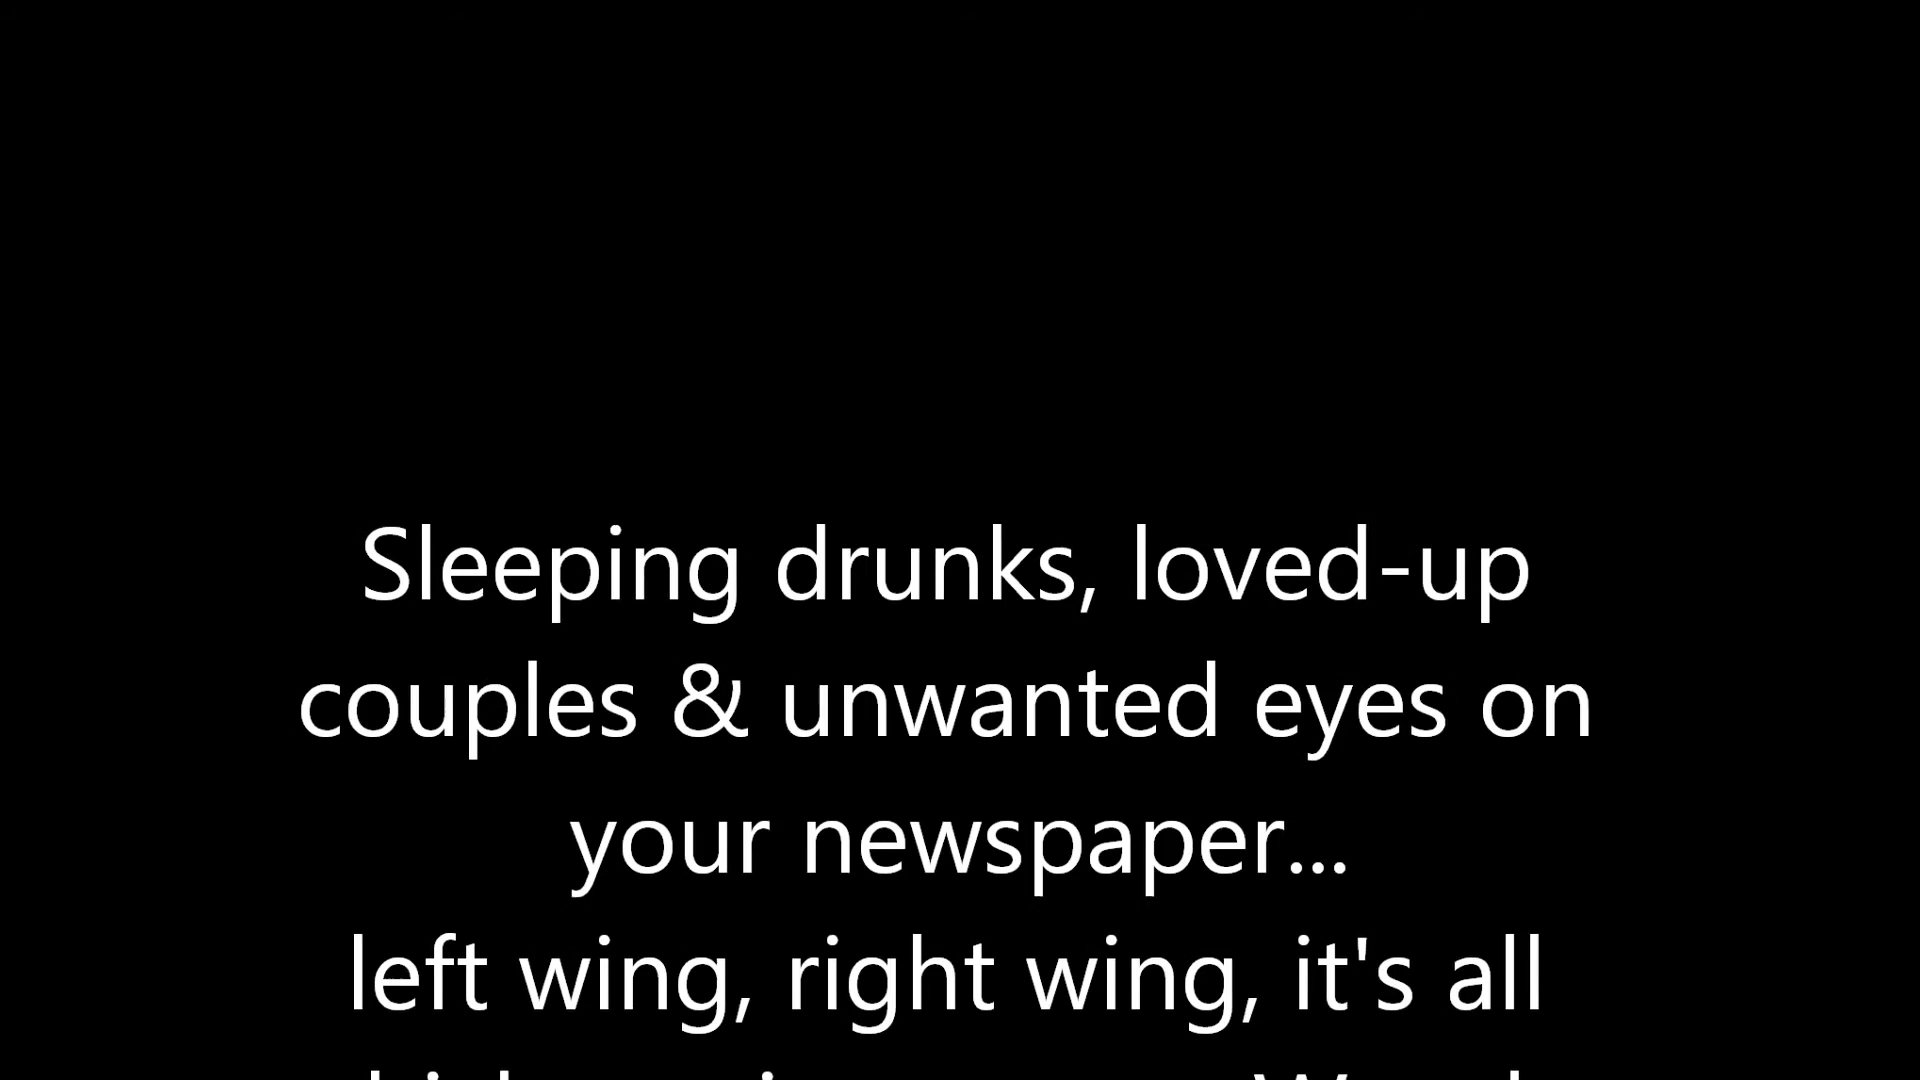 Sleeping drunks, loved-up
couples & unwanted eyes on
your newspaper...
left wing, right wing, it's all